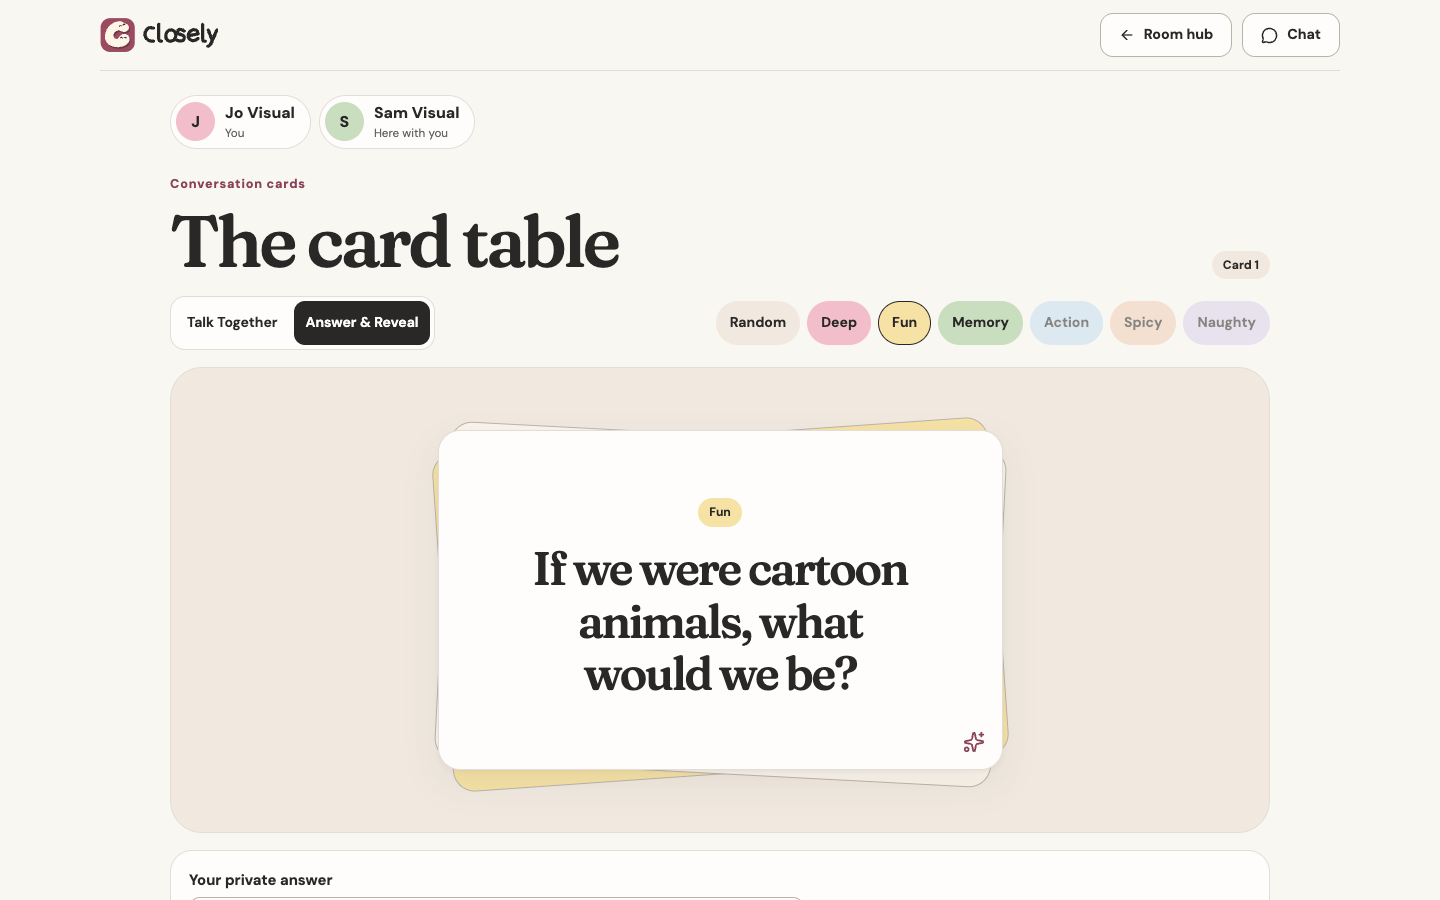 Closely
Room hub
Chat
J
Jo Visual
You
S
Sam Visual
Here with you
Conversation cards
The card table
Card 1
Talk Together
Answer & Reveal
Random
Deep
Fun
Memory
Action
Spicy
Naughty
Fun
If we were cartoon
animals, what
would we be?
Your private answer